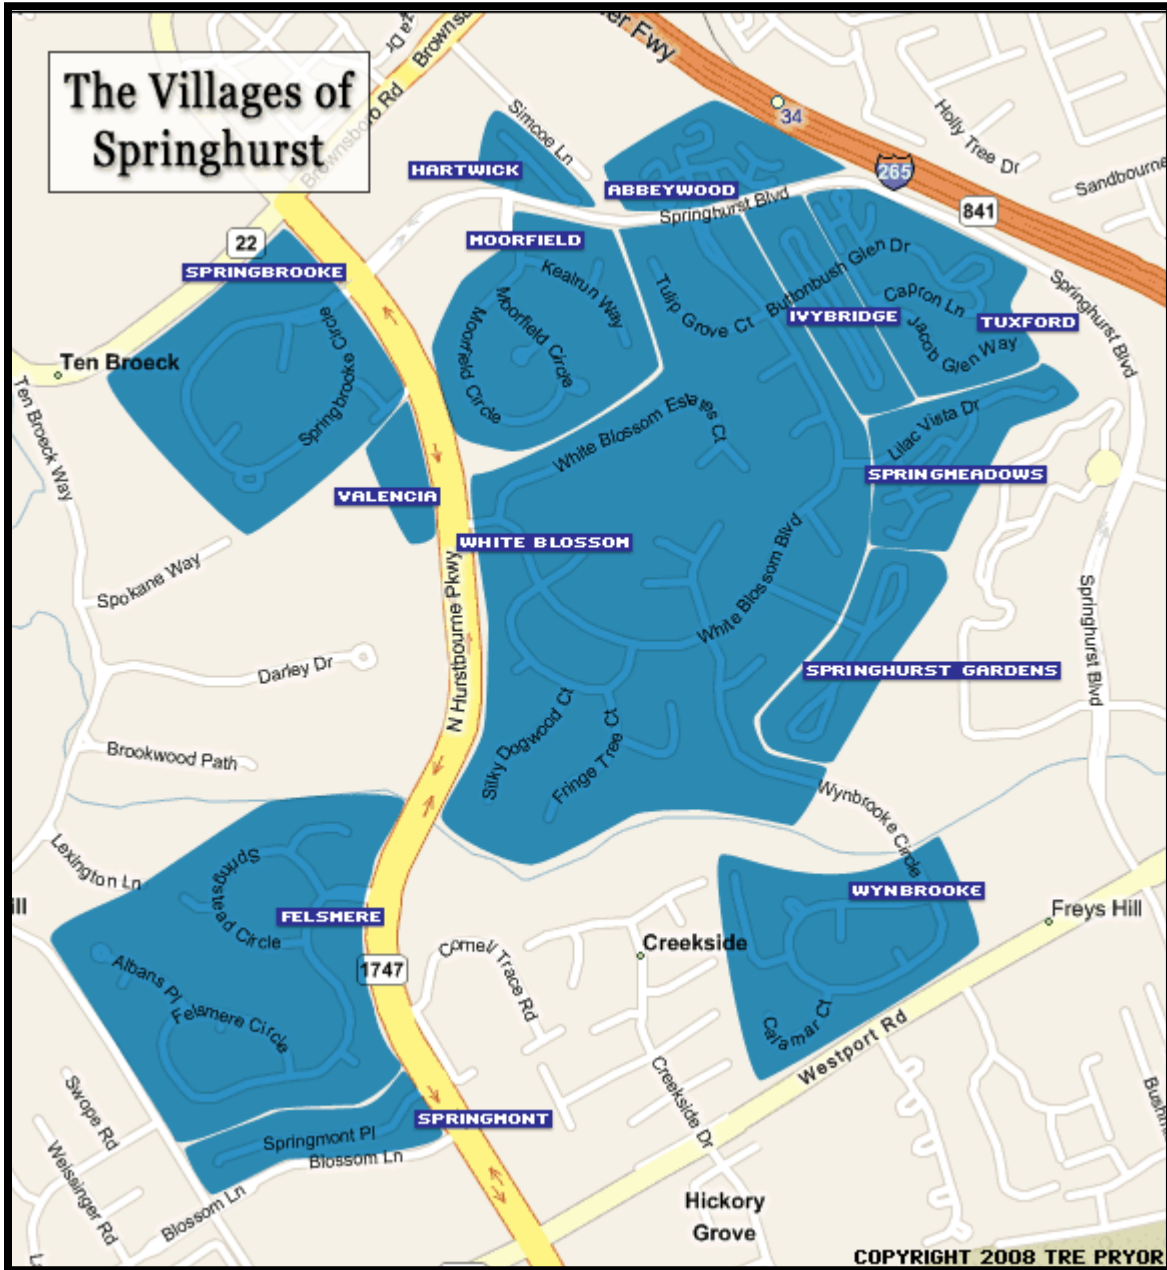 The Villages of
Springhurst
za Dr
Browns
Brownsboro Rd
er Fwy
34
Holly Tree Dr
Sandbourne
Simcoe Ln
HARTWICK
ABBEYWOOD
265
841
Springhurst Blvd
22
MOORFIELD
SPRINGBROOKE
Kealrun Way
Moorfield Circle
Moorfield Circle
Tulip Grove Ct
Buttonbush Glen Dr
Capron Ln
IVYBRIDGE
TUXFORD
Jacob Glen Way
Springhurst Blvd
Ten Broeck
Springbrooke Circle
Ten Broeck Way
White Blossom Estates Ct
Lilac Vista Dr
SPRINGMEADOWS
VALENCIA
WHITE BLOSSOM
Spokane Way
N Hurstbourne Pkwy
White Blossom Blvd
Springhurst Blvd
Darley Dr
SPRINGHURST GARDENS
Silky Dogwood Ct
Fringe Tree Ct
Brookwood Path
Wynbrooke Circle
Lexington Ln
Springstead Circle
ill
FELSMERE
WYNBROOKE
Freys Hill
Creekside
Cornell Trace Rd
1747
Albans Pl
Felsmere Circle
Calamar Ct
Westport Rd
Swope Rd
Weissinger Rd
SPRINGMONT
Springmont Pl
Blossom Ln
Blossom Ln
Creekside Dr
Hickory
Grove
COPYRIGHT 2008 TRE PRYOR